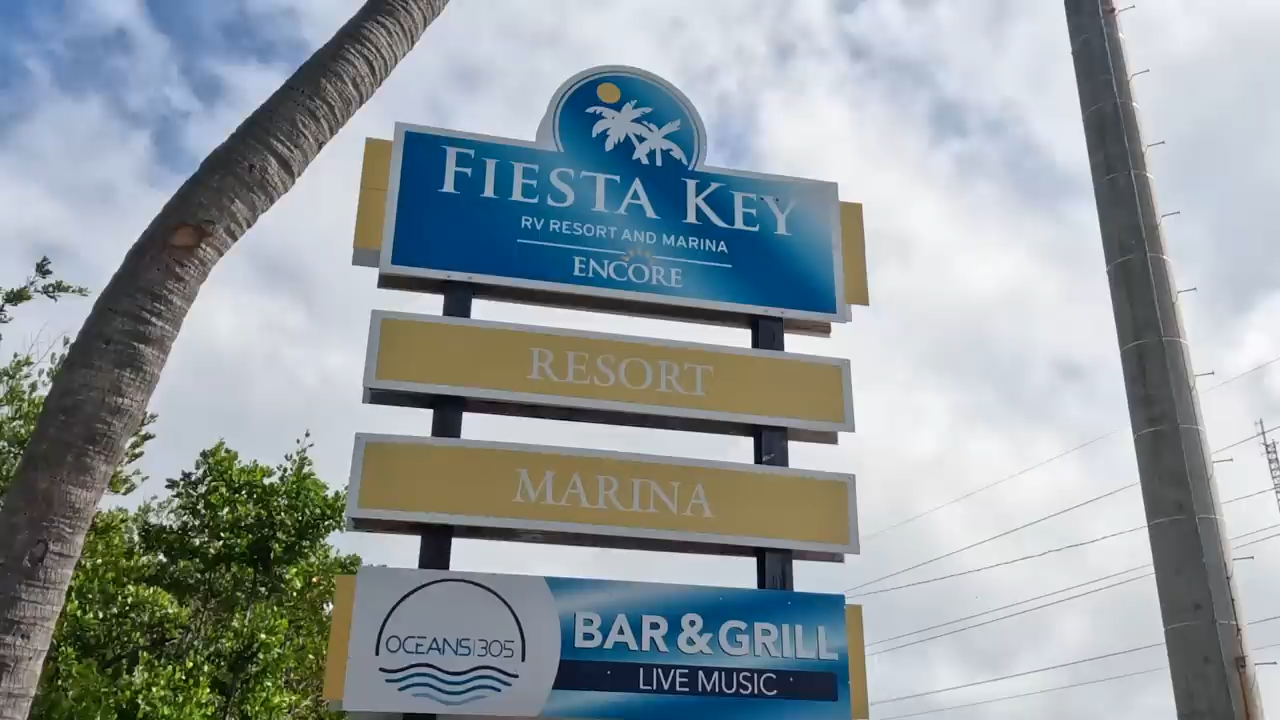 FIESTA KEY
RV RESORT AND MARINA
ENCORE
RESORT
MARINA
OCEANS|305
BAR & GRILL
LIVE MUSIC